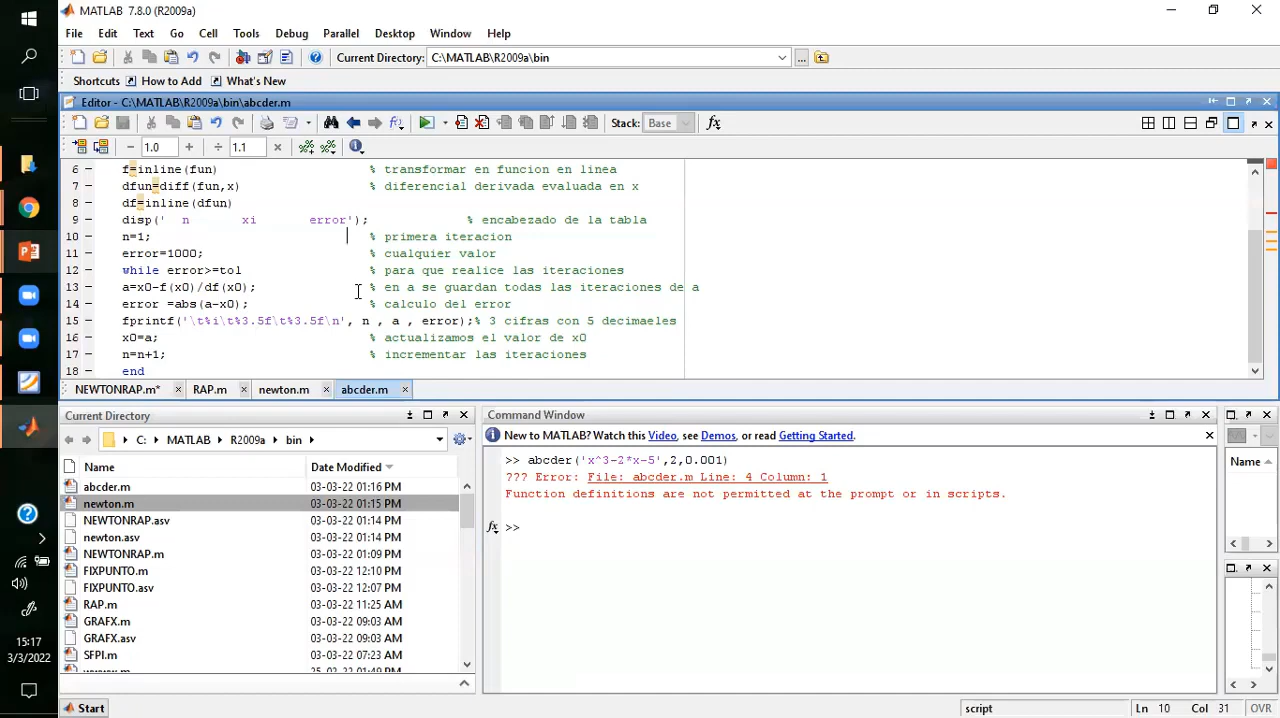 MATLAB 7.8.0 (R2009a)
File Edit Text Go Cell Tools Debug Parallel Desktop Window Help
Current Directory: C:\MATLAB\R2009a\bin
Shortcuts How to Add What's New
Editor - C:\MATLAB\R2009a\bin\abcder.m
Stack: Base fx
1.0 + ÷ 1.1 ×
6 f=inline(fun) % transformar en funcion en linea
7 dfun=diff(fun,x) % diferencial derivada evaluada en x
8 df=inline(dfun)
9 disp(' n xi error'); % encabezado de la tabla
10 n=1; % primera iteracion
11 error=1000; % cualquier valor
12 while error>=tol % para que realice las iteraciones
13 a=x0-f(x0)/df(x0); % en a se guardan todas las iteraciones de a
14 error =abs(a-x0); % calculo del error
15 fprintf('\t%i\t%3.5f\t%3.5f\n', n , a , error);% 3 cifras con 5 decimaeles
16 x0=a; % actualizamos el valor de x0
17 n=n+1; % incrementar las iteraciones
18 end
NEWTONRAP.m* RAP.m newton.m abcder.m
Current Directory
C: MATLAB R2009a bin
Name Date Modified
abcder.m 03-03-22 01:16 PM
newton.m 03-03-22 01:15 PM
NEWTONRAP.asv 03-03-22 01:14 PM
newton.asv 03-03-22 01:14 PM
NEWTONRAP.m 03-03-22 01:09 PM
FIXPUNTO.m 03-03-22 12:10 PM
FIXPUNTO.asv 03-03-22 12:07 PM
RAP.m 03-03-22 11:25 AM
GRAFX.m 03-03-22 09:03 AM
GRAFX.asv 03-03-22 09:03 AM
SFPI.m 03-03-22 07:23 AM
Command Window
New to MATLAB? Watch this Video, see Demos, or read Getting Started.
>> abcder('x^3-2*x-5',2,0.001)
??? Error: File: abcder.m Line: 4 Column: 1
Function definitions are not permitted at the prompt or in scripts.
fx >>
Name
15:17
3/3/2022
Start
script Ln 10 Col 31 OVR